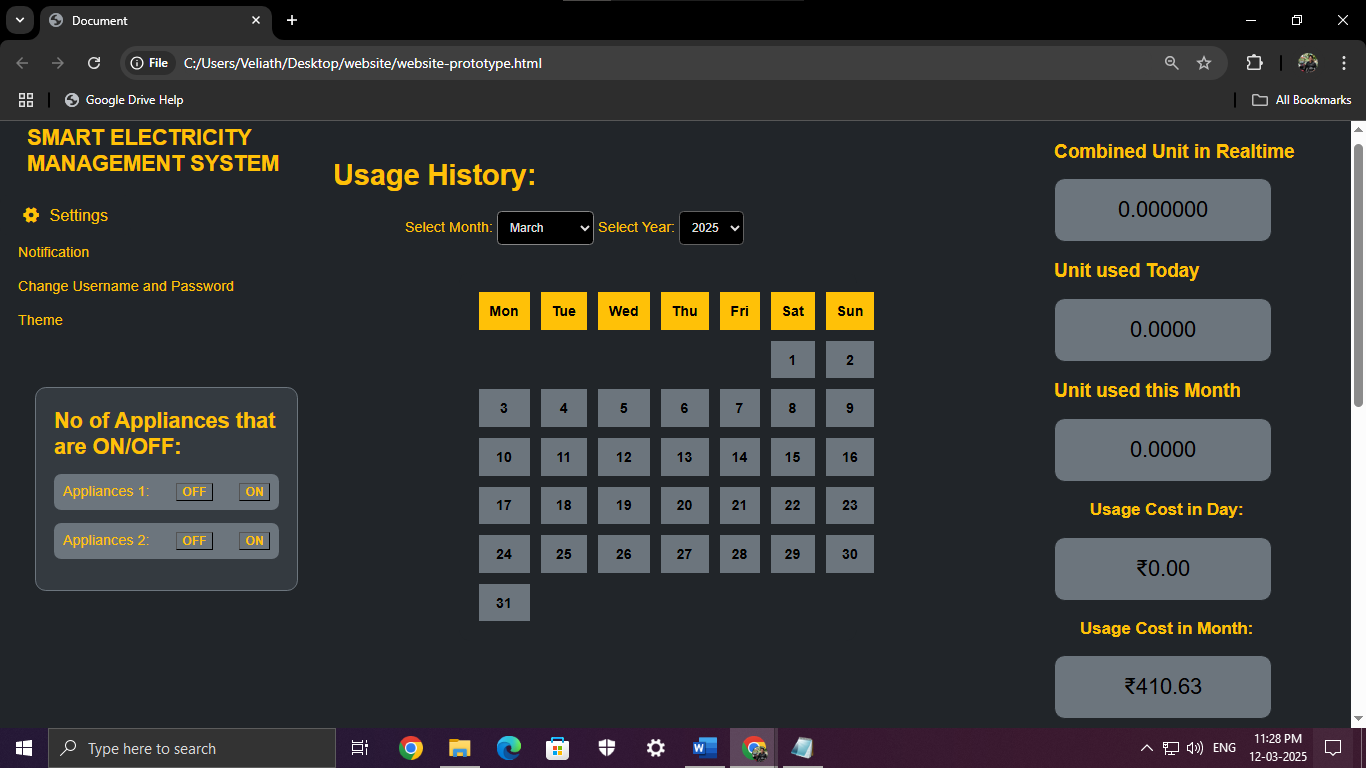 Document
File
C:/Users/Veliath/Desktop/website/website-prototype.html
Google Drive Help
All Bookmarks
SMART ELECTRICITY
MANAGEMENT SYSTEM
Settings
Notification
Change Username and Password
Theme
No of Appliances that
are ON/OFF:
Appliances 1: OFF ON
Appliances 2: OFF ON
Usage History:
Select Month: March Select Year: 2025
Mon Tue Wed Thu Fri Sat Sun
1 2
3 4 5 6 7 8 9
10 11 12 13 14 15 16
17 18 19 20 21 22 23
24 25 26 27 28 29 30
31
Combined Unit in Realtime
0.000000
Unit used Today
0.0000
Unit used this Month
0.0000
Usage Cost in Day:
₹0.00
Usage Cost in Month:
₹410.63
Type here to search
ENG
11:28 PM
12-03-2025